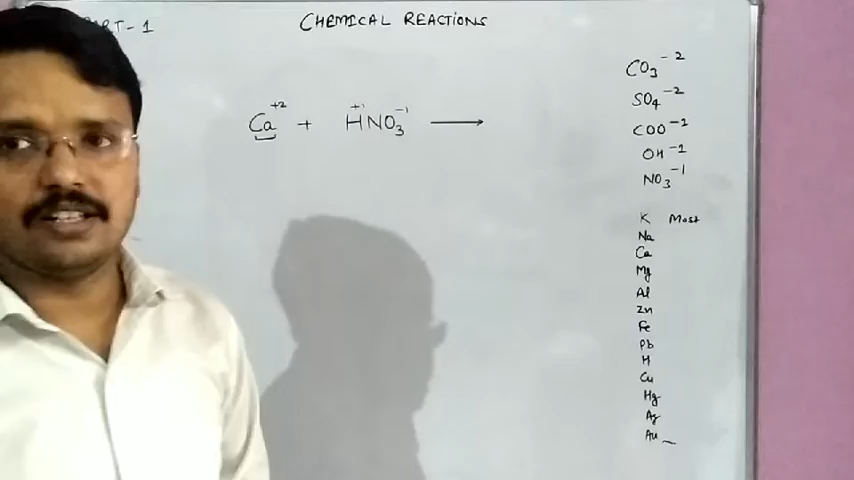 PART-1
CHEMICAL REACTIONS
Ca⁺² + H⁺¹NO₃⁻¹ ⟶
CO₃⁻²
SO₄⁻²
COO⁻¹
OH⁻¹
NO₃⁻¹
K Most
Na
Ca
Mg
Al
Zn
Fe
Pb
H
Cu
Hg
Ag
Au